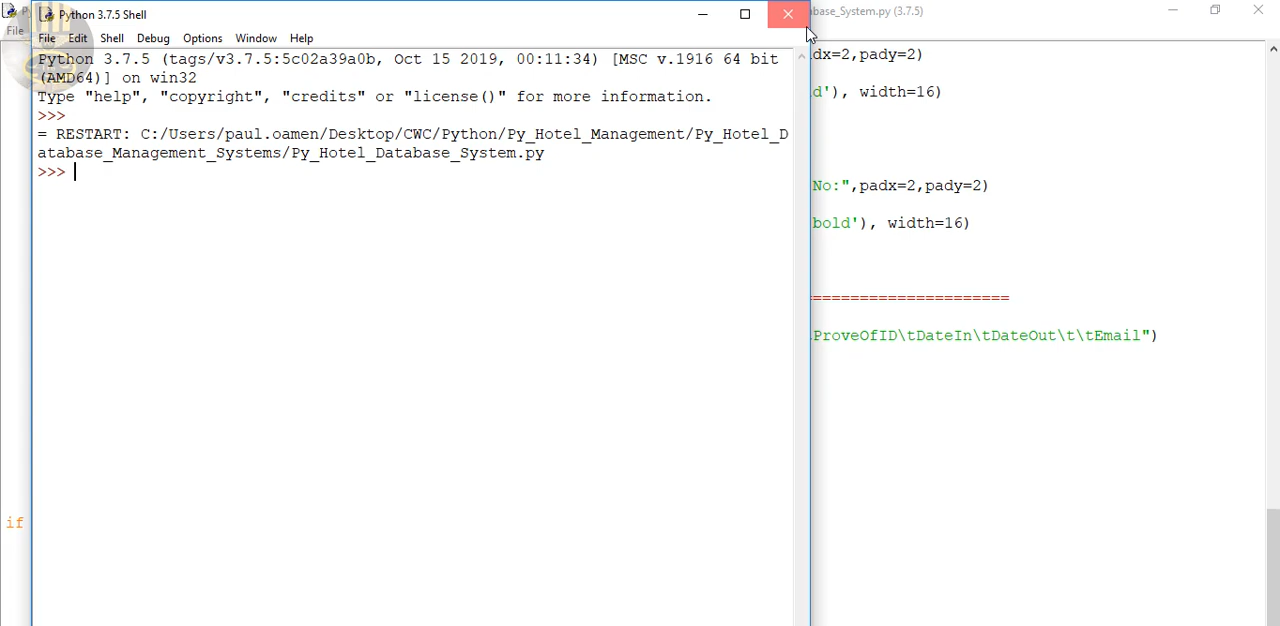 Python 3.7.5 Shell
File Edit Shell Debug Options Window Help
Python 3.7.5 (tags/v3.7.5:5c02a39a0b, Oct 15 2019, 00:11:34) [MSC v.1916 64 bit
(AMD64)] on win32
Type "help", "copyright", "credits" or "license()" for more information.
>>>
= RESTART: C:/Users/paul.oamen/Desktop/CWC/Python/Py_Hotel_Management/Py_Hotel_D
atabase_Management_Systems/Py_Hotel_Database_System.py
>>>
base_System.py (3.7.5)
File
dx=2,pady=2)
d'), width=16)
No:",padx=2,pady=2)
bold'), width=16)
=====================
ProveOfID\tDateIn\tDateOut\t\tEmail")
if